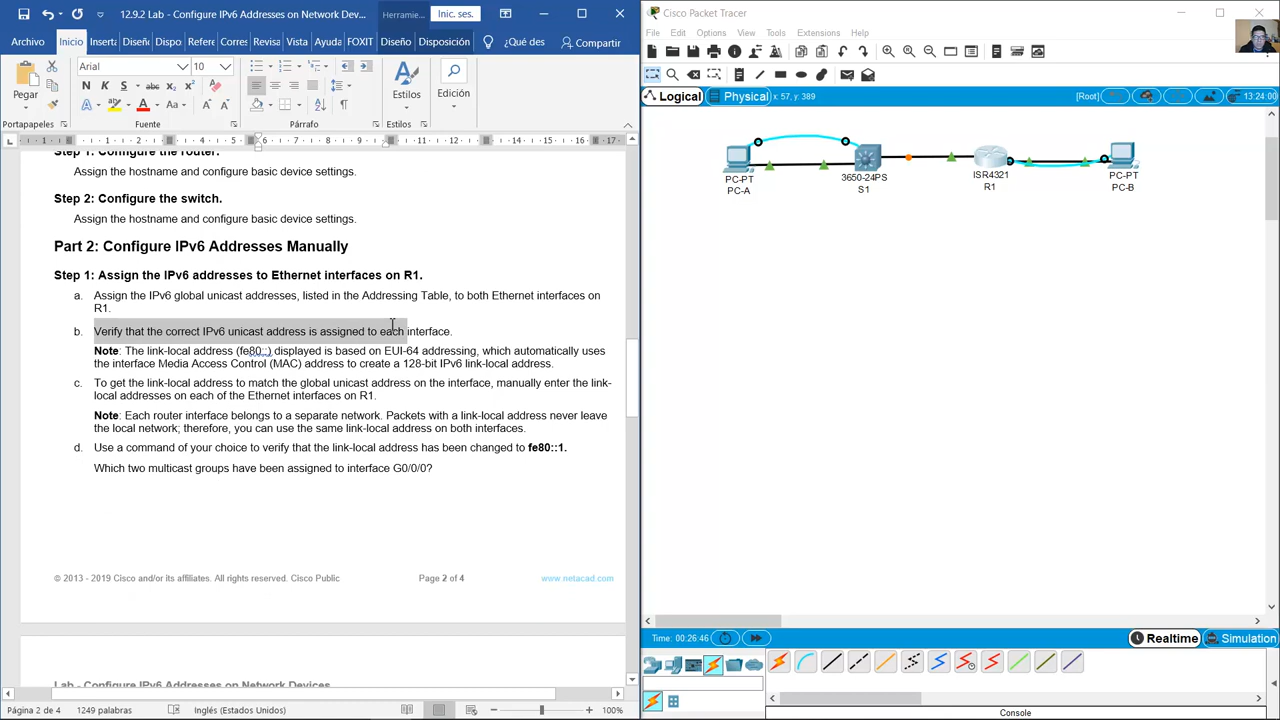 12.9.2 Lab - Configure IPv6 Addresses on Network Dev...
Herramie...
Inic. ses.
Cisco Packet Tracer
Inicio
Refere
Corres
Revisa
Vista
Ayuda
FOXIT
Diseño
Disposición
¿Qué des
Compartir
File Edit Options View Tools Extensions Help
Arial
10
Pegar
Estilos
Edición
Portapapeles
Fuente
Párrafo
Estilos
Logical
Physical
x: 57, y: 389
[Root]
13:24:00
Step 1: Configure the router.
Assign the hostname and configure basic device settings.
Step 2: Configure the switch.
Assign the hostname and configure basic device settings.
Part 2: Configure IPv6 Addresses Manually
Step 1: Assign the IPv6 addresses to Ethernet interfaces on R1.
a. Assign the IPv6 global unicast addresses, listed in the Addressing Table, to both Ethernet interfaces on
R1.
b. Verify that the correct IPv6 unicast address is assigned to each interface.
Note: The link-local address (fe80::) displayed is based on EUI-64 addressing, which automatically uses
the interface Media Access Control (MAC) address to create a 128-bit IPv6 link-local address.
c. To get the link-local address to match the global unicast address on the interface, manually enter the link-
local addresses on each of the Ethernet interfaces on R1.
Note: Each router interface belongs to a separate network. Packets with a link-local address never leave
the local network; therefore, you can use the same link-local address on both interfaces.
d. Use a command of your choice to verify that the link-local address has been changed to fe80::1.
Which two multicast groups have been assigned to interface G0/0/0?
© 2013 - 2019 Cisco and/or its affiliates. All rights reserved. Cisco Public
Page 2 of 4
www.netacad.com
Lab - Configure IPv6 Addresses on Network Devices
PC-PT
PC-A
3650-24PS
S1
ISR4321
R1
PC-PT
PC-B
Time: 00:26:46
Realtime
Simulation
Console
Página 2 de 4
1249 palabras
Inglés (Estados Unidos)
100%